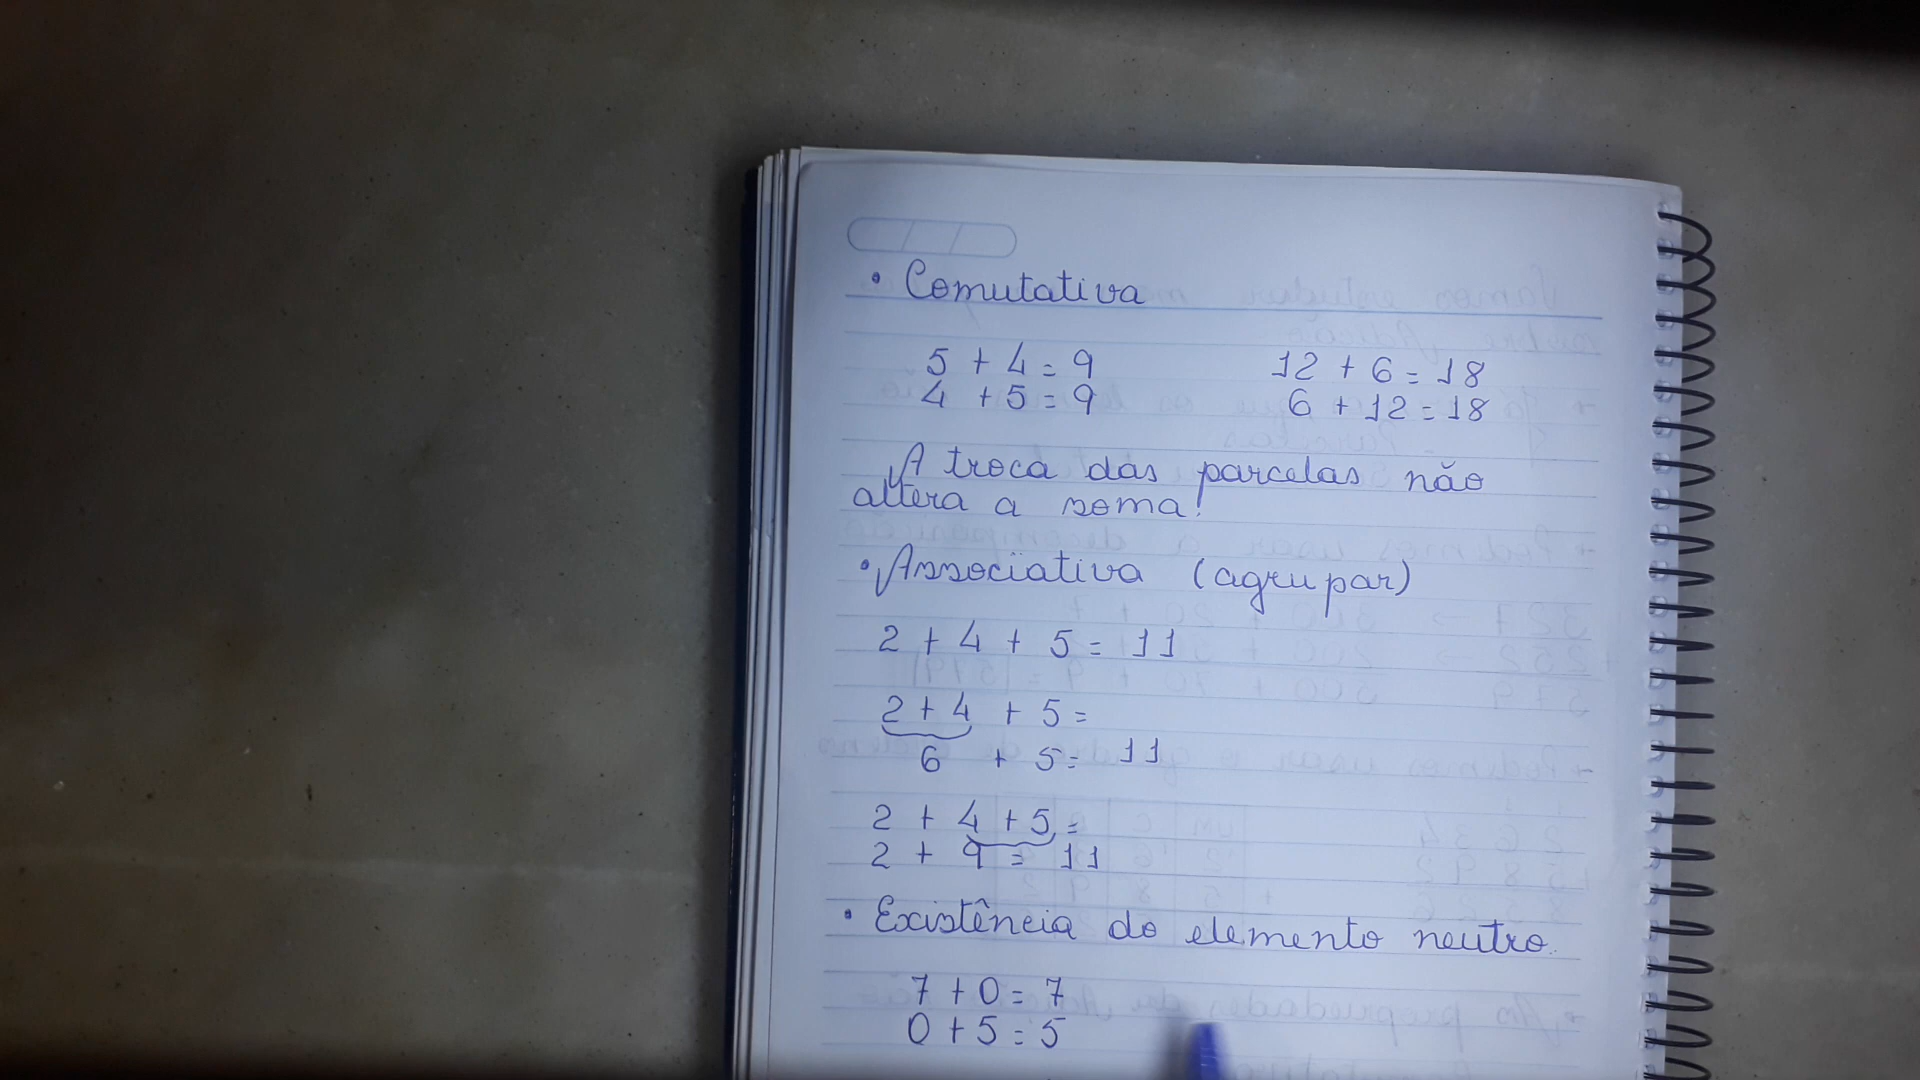 • Comutativa
5 + 4 = 9 12 + 6 = 18
4 + 5 = 9 6 + 12 = 18
A troca das parcelas não
altera a soma!
• Associativa (agrupar)
2 + 4 + 5 = 11
2 + 4 + 5 =
6 + 5 = 11
2 + 4 + 5 =
2 + 9 = 11
• Existência do elemento neutro.
7 + 0 = 7
0 + 5 = 5